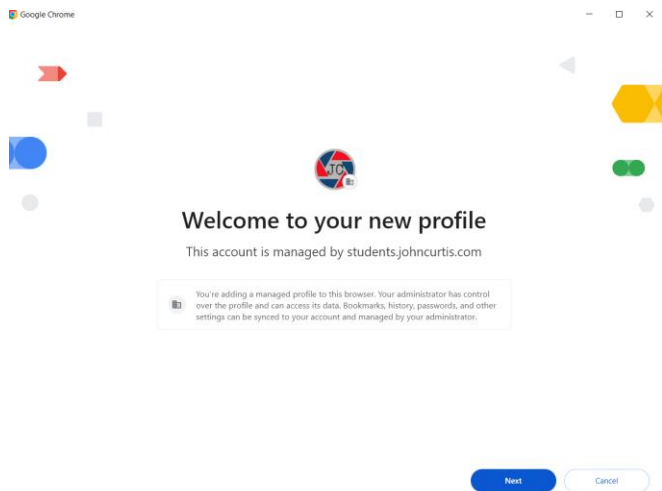 Google Chrome
JC
Welcome to your new profile
This account is managed by students.johncurtis.com
You're adding a managed profile to this browser. Your administrator has control
over the profile and can access its data. Bookmarks, history, passwords, and other
settings can be synced to your account and managed by your administrator.
Next
Cancel